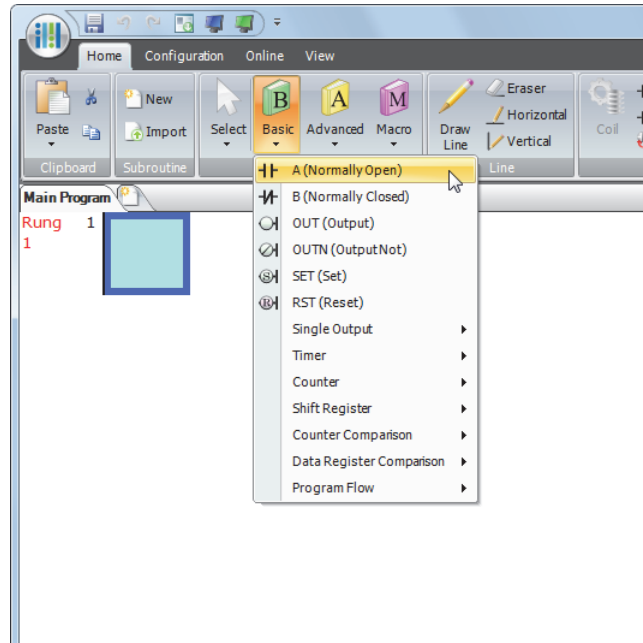 Home Configuration Online View
Paste
New
Import
Select
Basic
B
Advanced
A
Macro
M
Draw
Line
Eraser
Horizontal
Vertical
Coil
Clipboard
Subroutine
Line
Main Program
Rung 1
1
A (Normally Open)
B (Normally Closed)
OUT (Output)
OUTN (Output Not)
S
SET (Set)
R
RST (Reset)
Single Output
Timer
Counter
Shift Register
Counter Comparison
Data Register Comparison
Program Flow